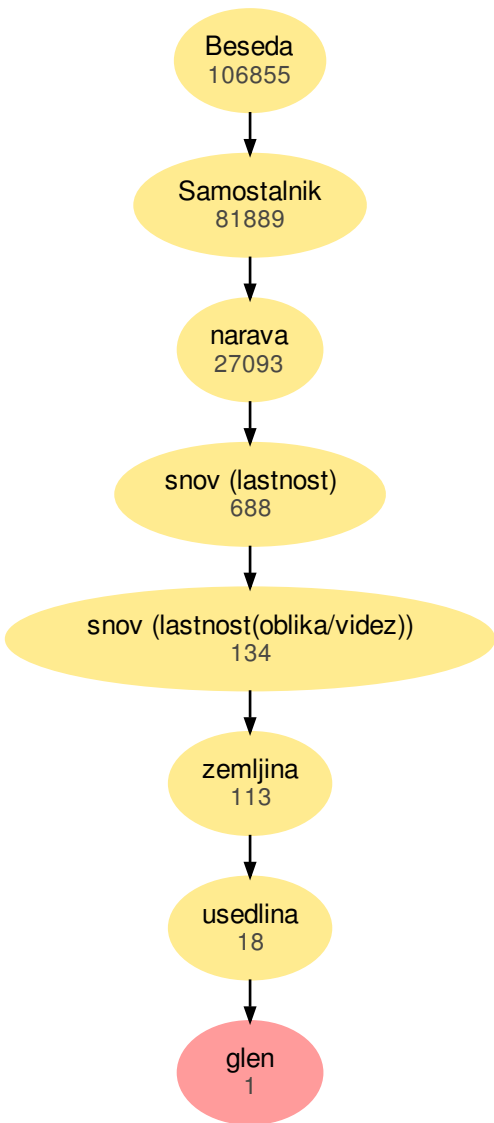 Beseda
106855
Samostalnik
81889
narava
27093
snov (lastnost)
688
snov (lastnost(oblika/videz))
134
zemljina
113
usedlina
18
glen
1